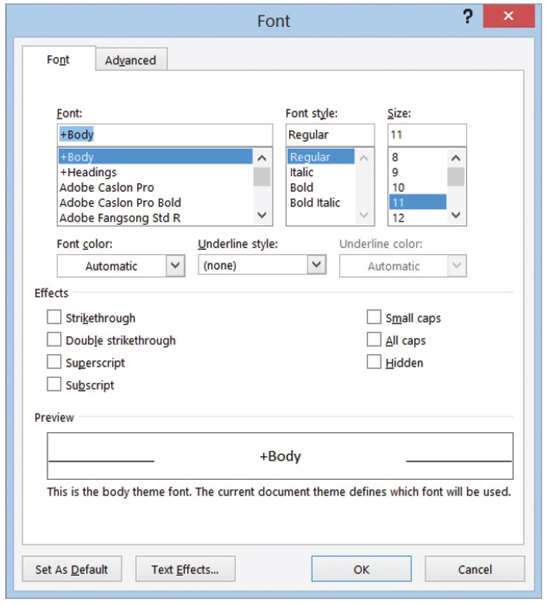 Font
?
Font
Advanced
Font: Font style: Size:
+Body Regular 11
+Body Regular 8
+Headings Italic 9
Adobe Caslon Pro Bold 10
Adobe Caslon Pro Bold Bold Italic 11
Adobe Fangsong Std R 12
Font color: Underline style: Underline color:
Automatic (none) Automatic
Effects
Strikethrough Small caps
Double strikethrough All caps
Superscript Hidden
Subscript
Preview
+Body
This is the body theme font. The current document theme defines which font will be used.
Set As Default Text Effects... OK Cancel